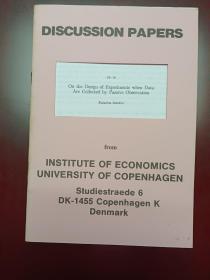 DISCUSSION PAPERS
On the Design of Experiments when Data
Are Collected by Passive Observation
from
INSTITUTE OF ECONOMICS
UNIVERSITY OF COPENHAGEN
Studiestraede 6
DK-1455 Copenhagen K
Denmark